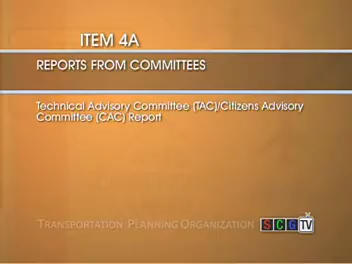 ITEM 4A
REPORTS FROM COMMITTEES
Technical Advisory Committee (TAC)/Citizens Advisory
Committee (CAC) Report
TRANSPORTATION PLANNING ORGANIZATION SCGTV